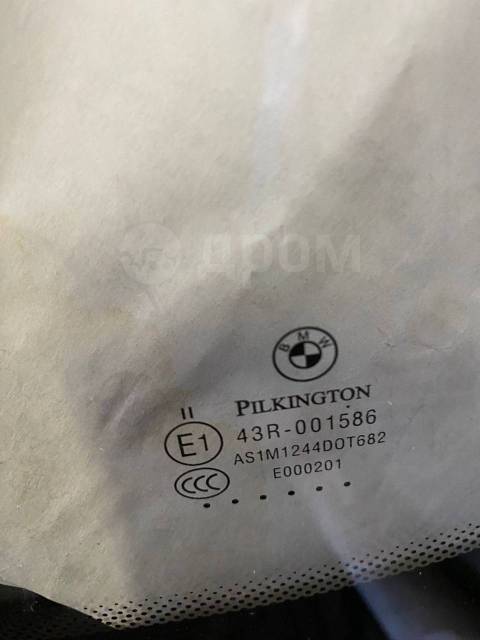 ДРОМ
BMW
PILKINGTON
II
E1
43R-001586
AS1M1244DOT682
CCC
E000201